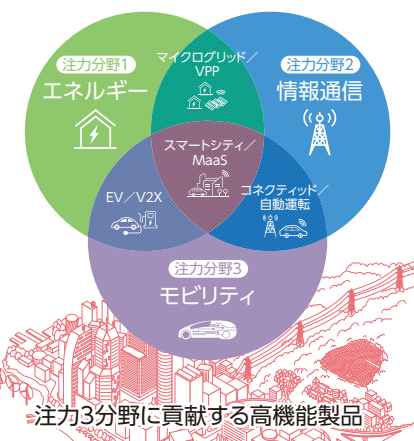 注力分野1
エネルギー
マイクログリッド／
VPP
注力分野2
情報通信
スマートシティ／
MaaS
EV／V2X
コネクティッド／
自動運転
注力分野3
モビリティ
注力3分野に貢献する高機能製品